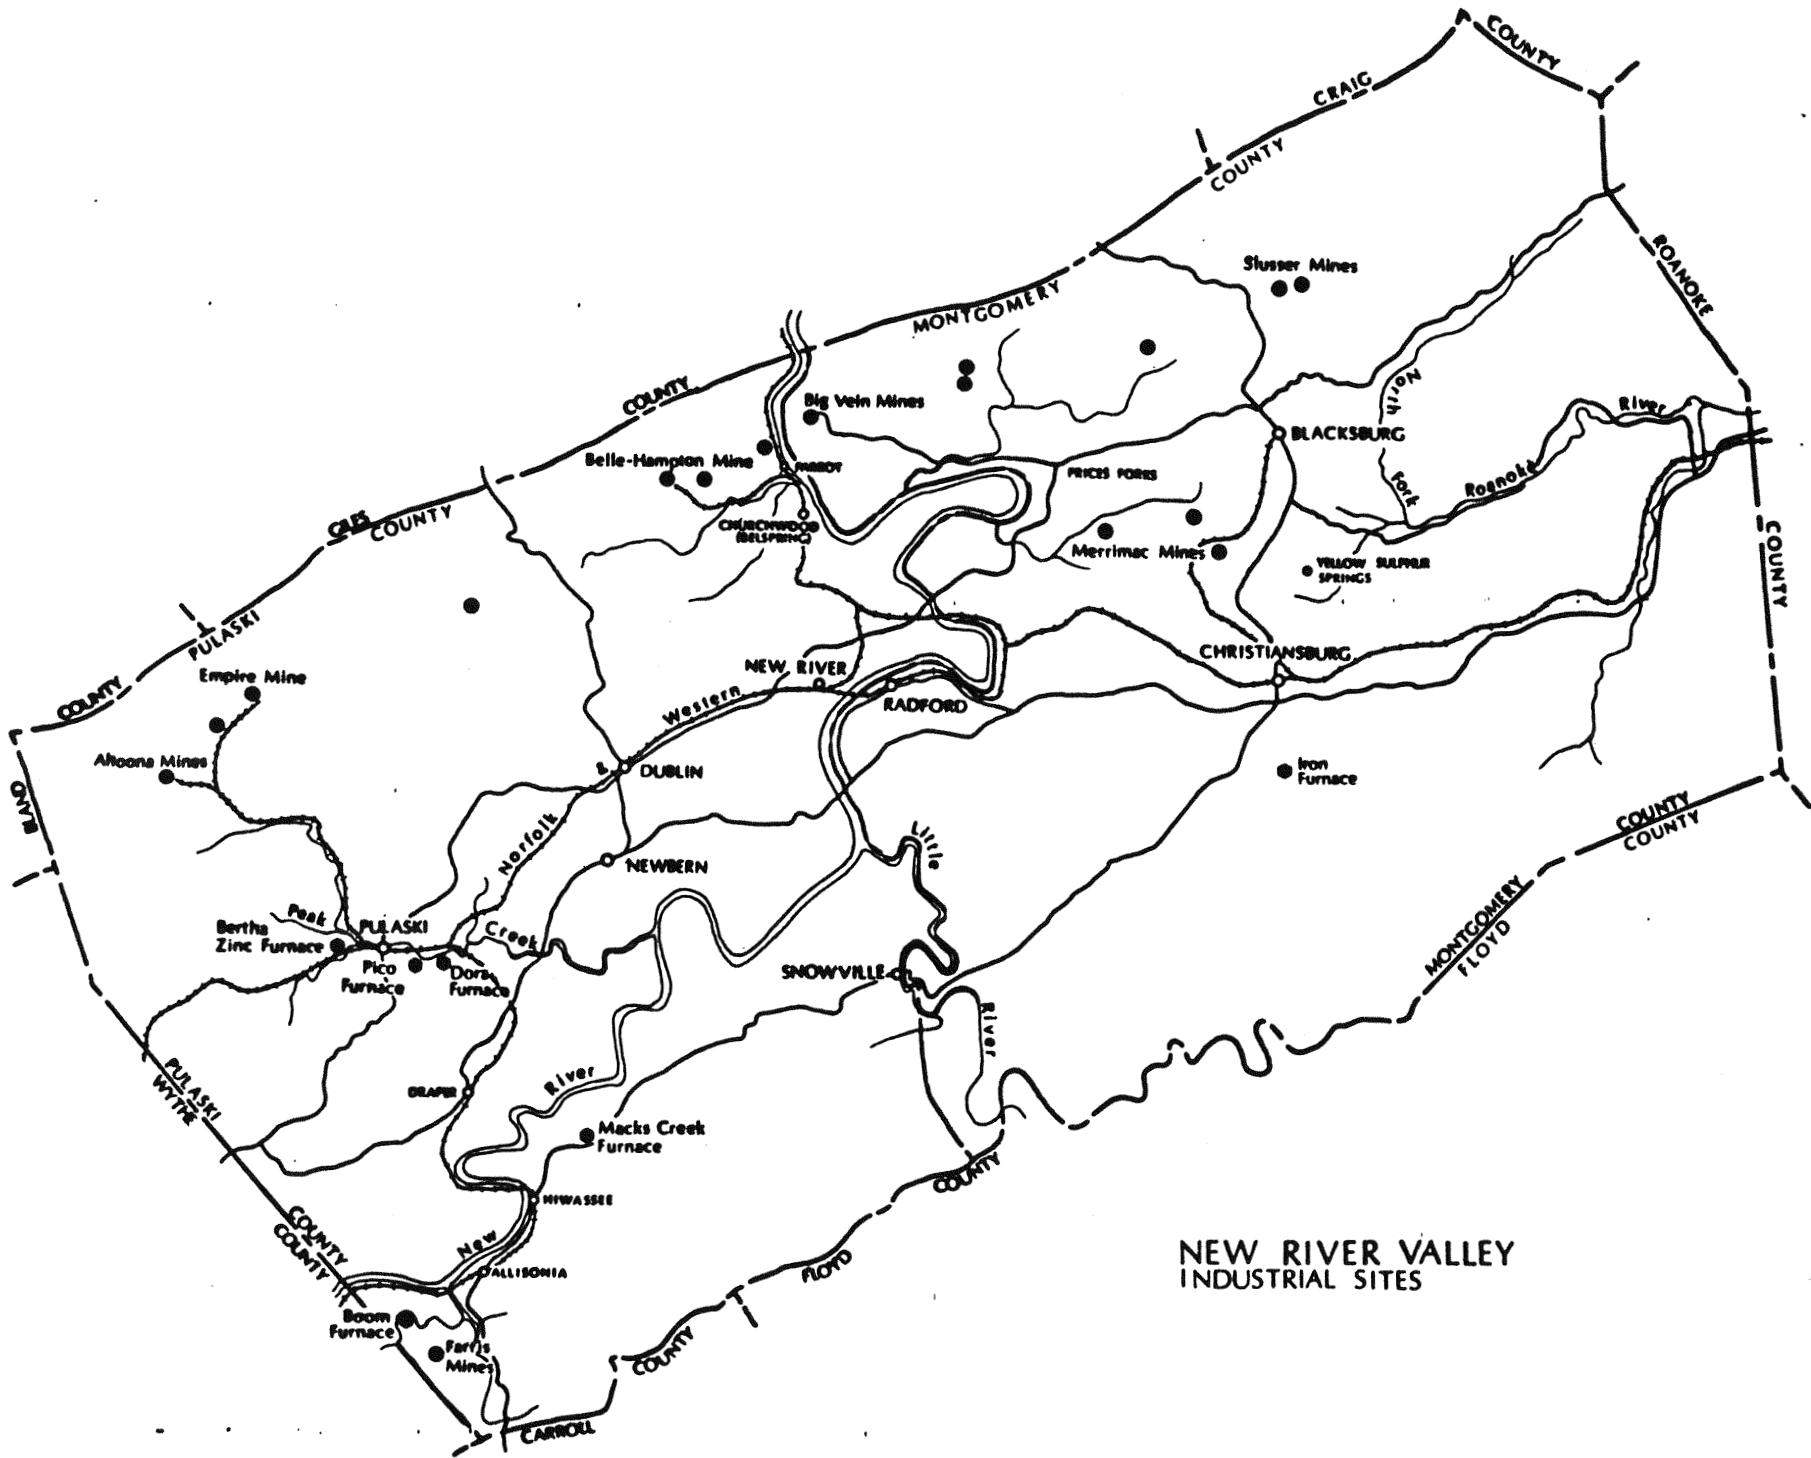 COUNTY
CRAIG
COUNTY
ROANOKE
Slusser Mines
MONTGOMERY
COUNTY
Big Vein Mines
North
River
BLACKSBURG
Belle-Hampton Mine
PARROT
PRICES FORKS
Fork
Roanoke
GILES
COUNTY
CHURCHWOOD
(BELSPRING)
Merrimac Mines
YELLOW SULPHUR
SPRINGS
COUNTY
PULASKI
CHRISTIANSBURG
NEW RIVER
Empire Mine
COUNTY
Western
RADFORD
Altoona Mines
&
DUBLIN
Iron
Furnace
BLAND
COUNTY
COUNTY
Norfolk
Little
NEWBERN
Peak
PULASKI
Bertha
Zinc Furnace
Creek
MONTGOMERY
FLOYD
Pico
Furnace
Dora
Furnace
SNOWVILLE
River
PULASKI
WYTHE
DRAPER
River
Macks Creek
Furnace
COUNTY
HIWASSEE
COUNTY
COUNTY
New
ALLISONIA
FLOYD
NEW RIVER VALLEY
INDUSTRIAL SITES
Boom
Furnace
Farris
Mines
COUNTY
CARROLL